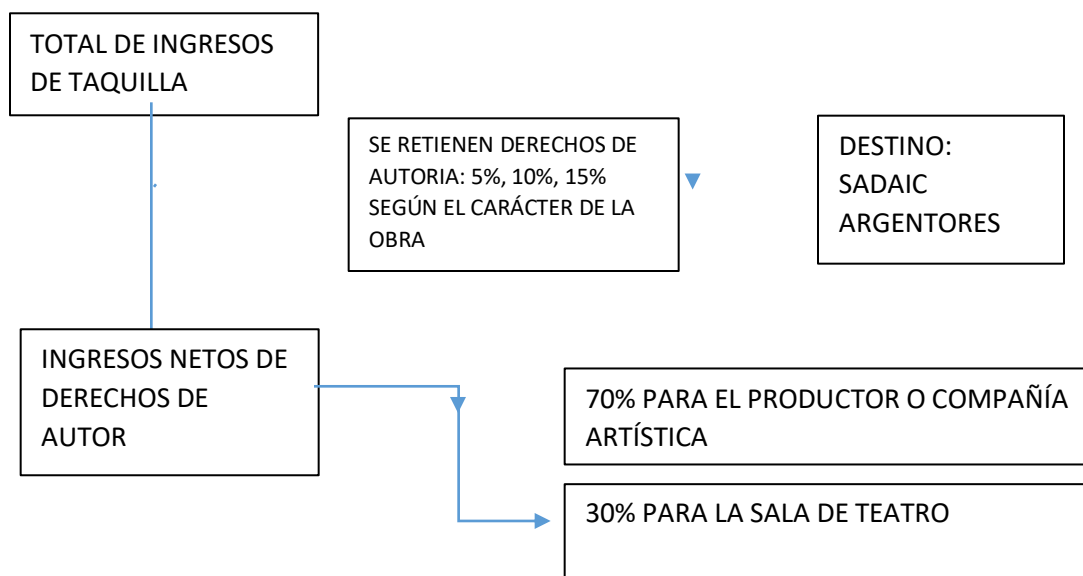 TOTAL DE INGRESOS
DE TAQUILLA
SE RETIENEN DERECHOS DE
AUTORIA: 5%, 10%, 15%
SEGÚN EL CARÁCTER DE LA
OBRA
DESTINO:
SADAIC
ARGENTORES
INGRESOS NETOS DE
DERECHOS DE
AUTOR
70% PARA EL PRODUCTOR O COMPAÑÍA
ARTÍSTICA
30% PARA LA SALA DE TEATRO